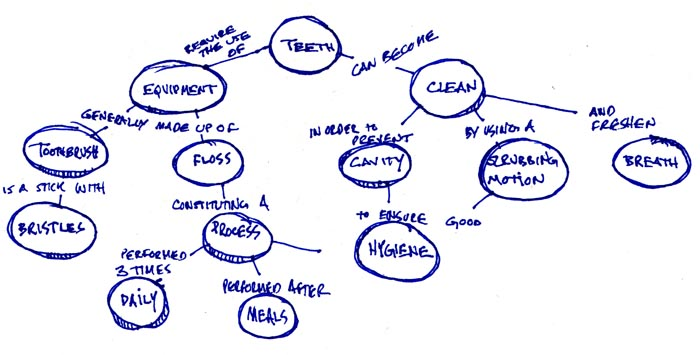 TEETH
REQUIRE
THE USE
OF
CAN BECOME
EQUIPMENT
CLEAN
GENERALLY MADE UP OF
IN ORDER to
PREVENT
BY USING A
AND
FRESHEN
TOOTHBRUSH
FLOSS
CAVITY
SCRUBBING
MOTION
BREATH
IS A STICK WITH
CONSTITUTING A
to ENSURE
GOOD
BRISTLES
PROCESS
HYGIENE
PERFORMED
3 TIMES
PERFORMED AFTER
DAILY
MEALS